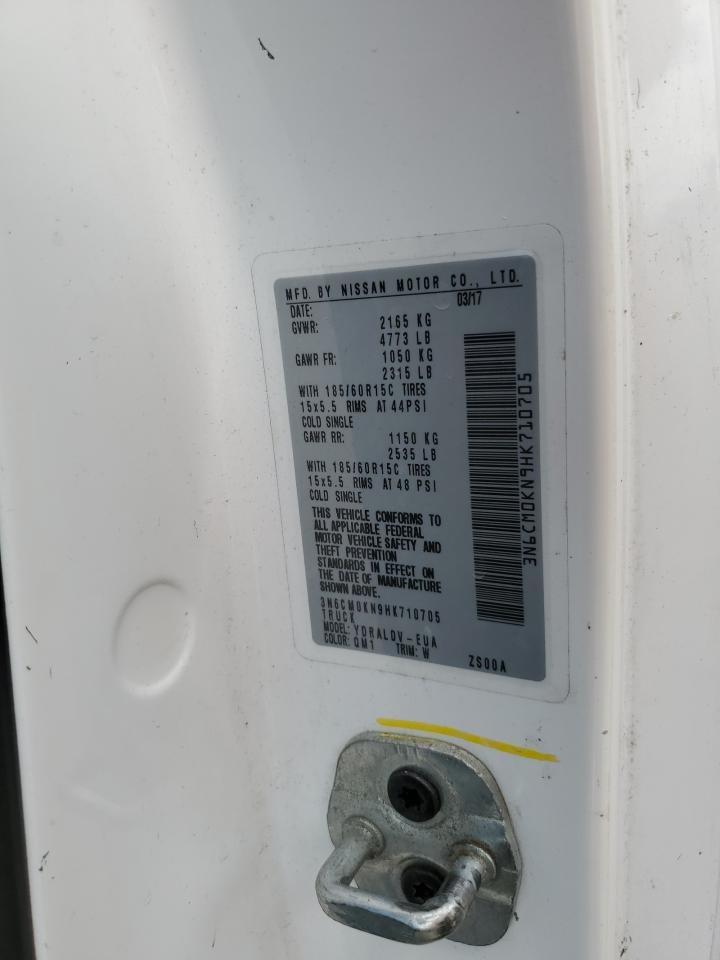 MFD. BY NISSAN MOTOR CO., LTD.
DATE: 03/17
GVWR: 2165 KG
4773 LB
GAWR FR: 1050 KG
2315 LB
WITH 185/60R15C TIRES
15x5.5 RIMS AT 44PSI
COLD SINGLE
GAWR RR: 1150 KG
2535 LB
WITH 185/60R15C TIRES
15x5.5 RIMS AT 48 PSI
COLD SINGLE
THIS VEHICLE CONFORMS TO
ALL APPLICABLE FEDERAL
MOTOR VEHICLE SAFETY AND
THEFT PREVENTION
STANDARDS IN EFFECT ON
THE DATE OF MANUFACTURE
SHOWN ABOVE.
3N6CM0KN9HK710705
TRUCK
MODEL: YDRALDV-EUA
COLOR: QM1 TRIM: W ZS00A
3N6CM0KN9HK710705